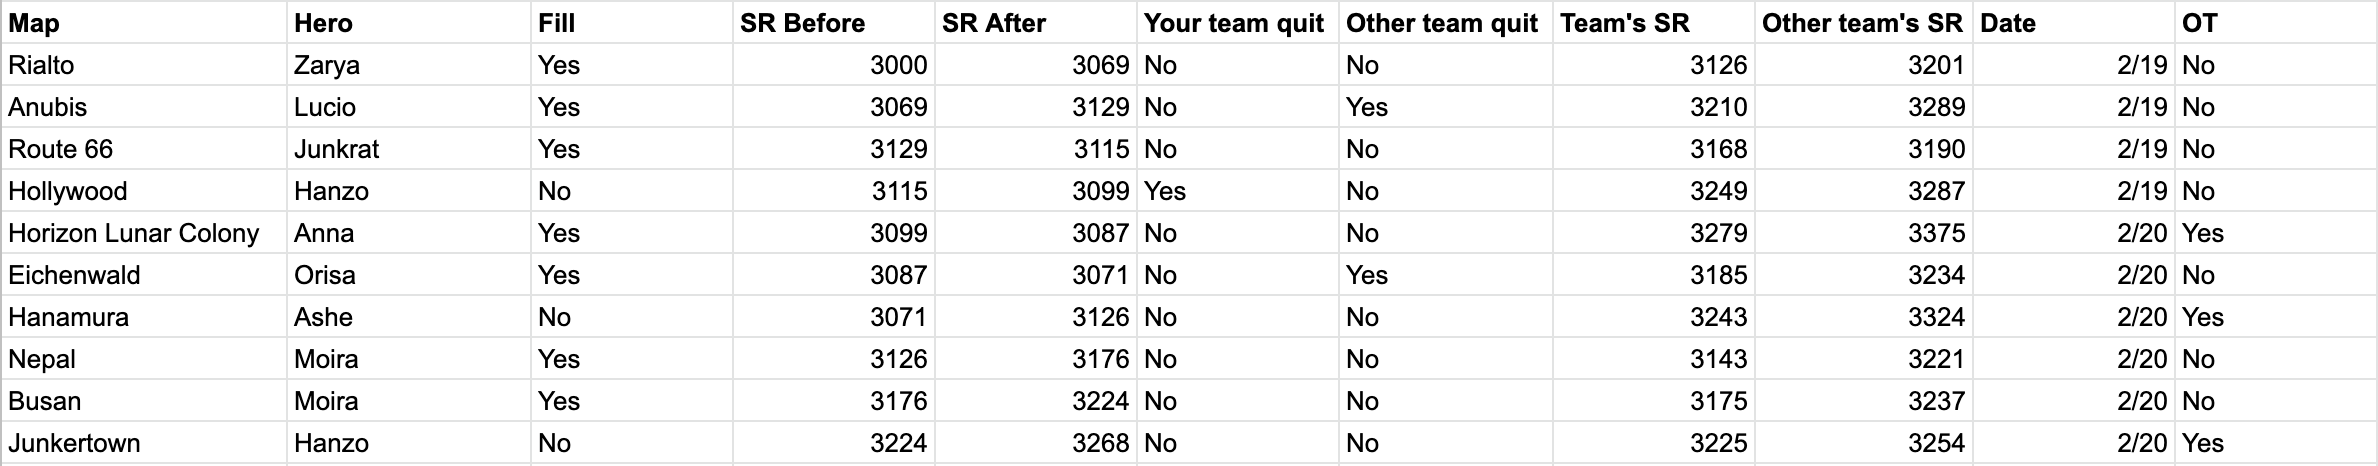 Map Hero Fill SR Before SR After Your team quit Other team quit Team's SR Other team's SR Date OT
Rialto Zarya Yes 3000 3069 No No 3126 3201 2/19 No
Anubis Lucio Yes 3069 3129 No Yes 3210 3289 2/19 No
Route 66 Junkrat Yes 3129 3115 No No 3168 3190 2/19 No
Hollywood Hanzo No 3115 3099 Yes No 3249 3287 2/19 No
Horizon Lunar Colony Anna Yes 3099 3087 No No 3279 3375 2/20 Yes
Eichenwald Orisa Yes 3087 3071 No Yes 3185 3234 2/20 No
Hanamura Ashe No 3071 3126 No No 3243 3324 2/20 Yes
Nepal Moira Yes 3126 3176 No No 3143 3221 2/20 No
Busan Moira Yes 3176 3224 No No 3175 3237 2/20 No
Junkertown Hanzo No 3224 3268 No No 3225 3254 2/20 Yes